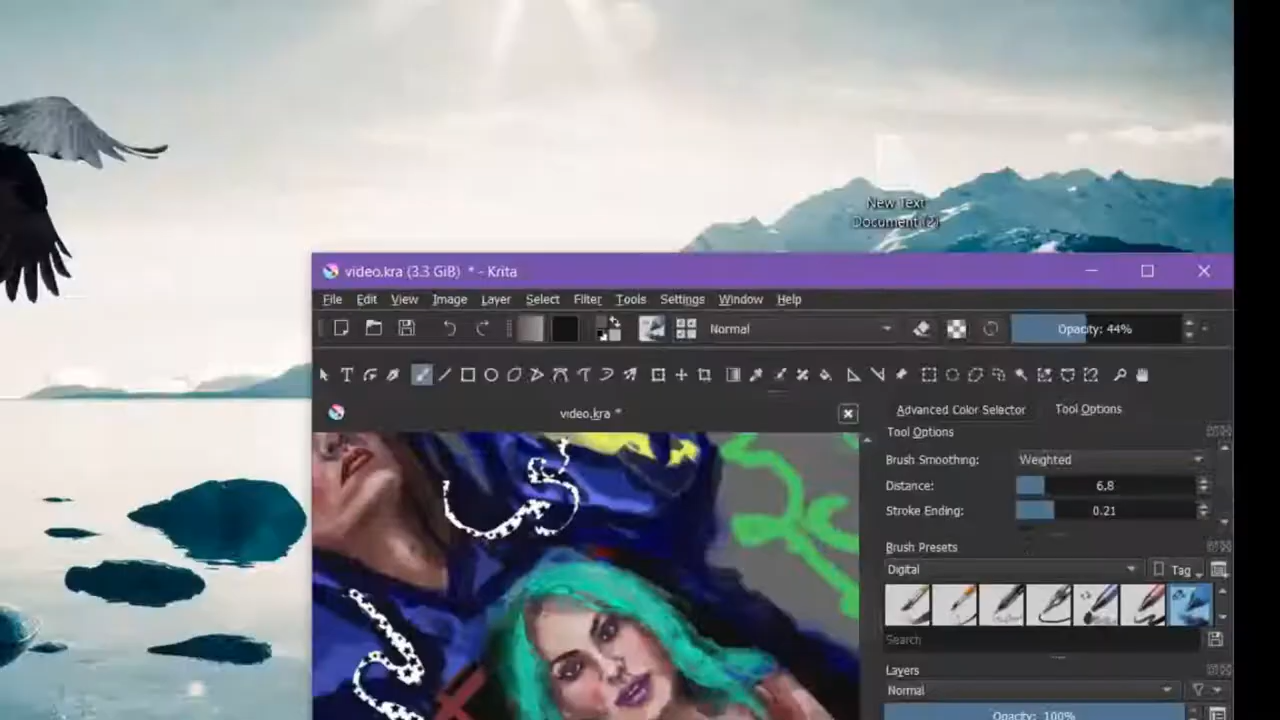 New Text
Document (2)
video.kra (3.3 GiB) * - Krita
File Edit View Image Layer Select Filter Tools Settings Window Help
Normal
Opacity: 44%
video.kra *
Advanced Color Selector
Tool Options
Tool Options
Brush Smoothing: Weighted
Distance: 6.8
Stroke Ending: 0.21
Brush Presets
Digital
Tag
Search
Layers
Normal
Opacity: 100%